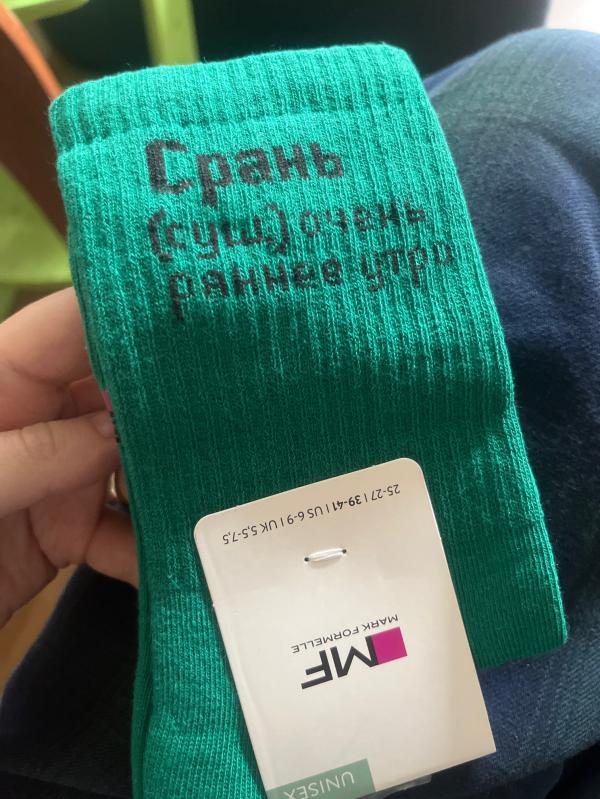 Срань
(сущ.) очень
раннее утро
25-27 | 39-41 | US 6-9 | UK 5,5-7,5
MARK FORMELLE
MF
UNISEX